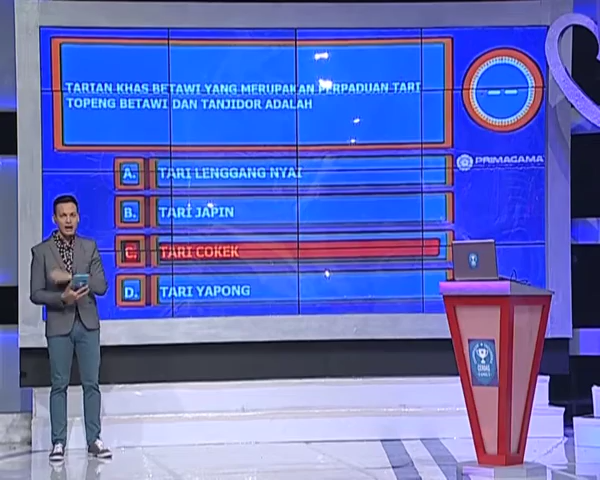 TARIAN KHAS BETAWI YANG MERUPAKAN PERPADUAN TARI
TOPENG BETAWI DAN TANJIDOR ADALAH
PRIMAGAMA
A. TARI LENGGANG NYAI
B. TARI JAPIN
C. TARI COKEK
D. TARI YAPONG